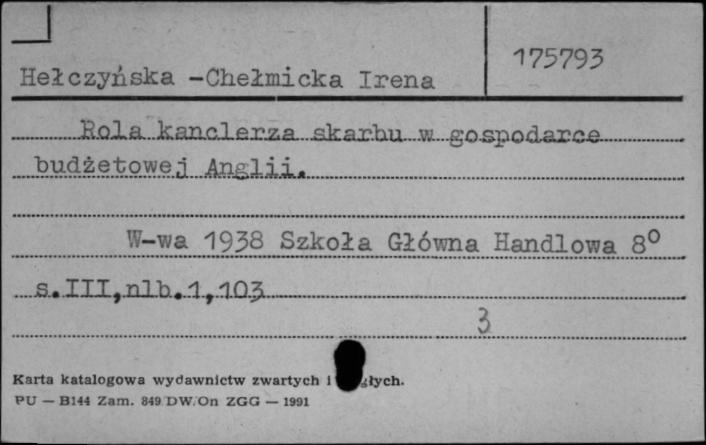 175793
Hełczyńska -Chełmicka Irena
Rola kanclerza skarbu w gospodarce
budżetowej Anglii.
W-wa 1938 Szkoła Główna Handlowa 8°
s.III,nlb.1,103
3
Karta katalogowa wydawnictw zwartych i głych.
PU — B144 Zam. 849 DW/On ZGG — 1991